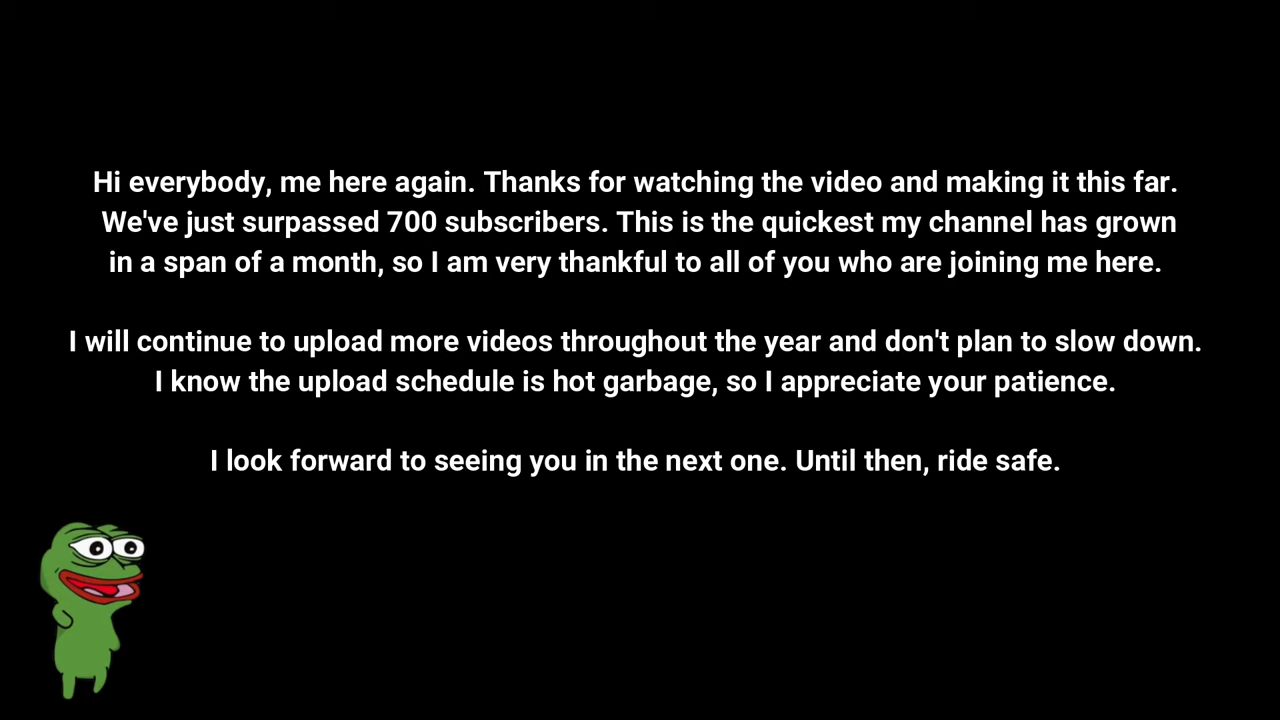 Hi everybody, me here again. Thanks for watching the video and making it this far.
We've just surpassed 700 subscribers. This is the quickest my channel has grown
in a span of a month, so I am very thankful to all of you who are joining me here.
I will continue to upload more videos throughout the year and don't plan to slow down.
I know the upload schedule is hot garbage, so I appreciate your patience.
I look forward to seeing you in the next one. Until then, ride safe.